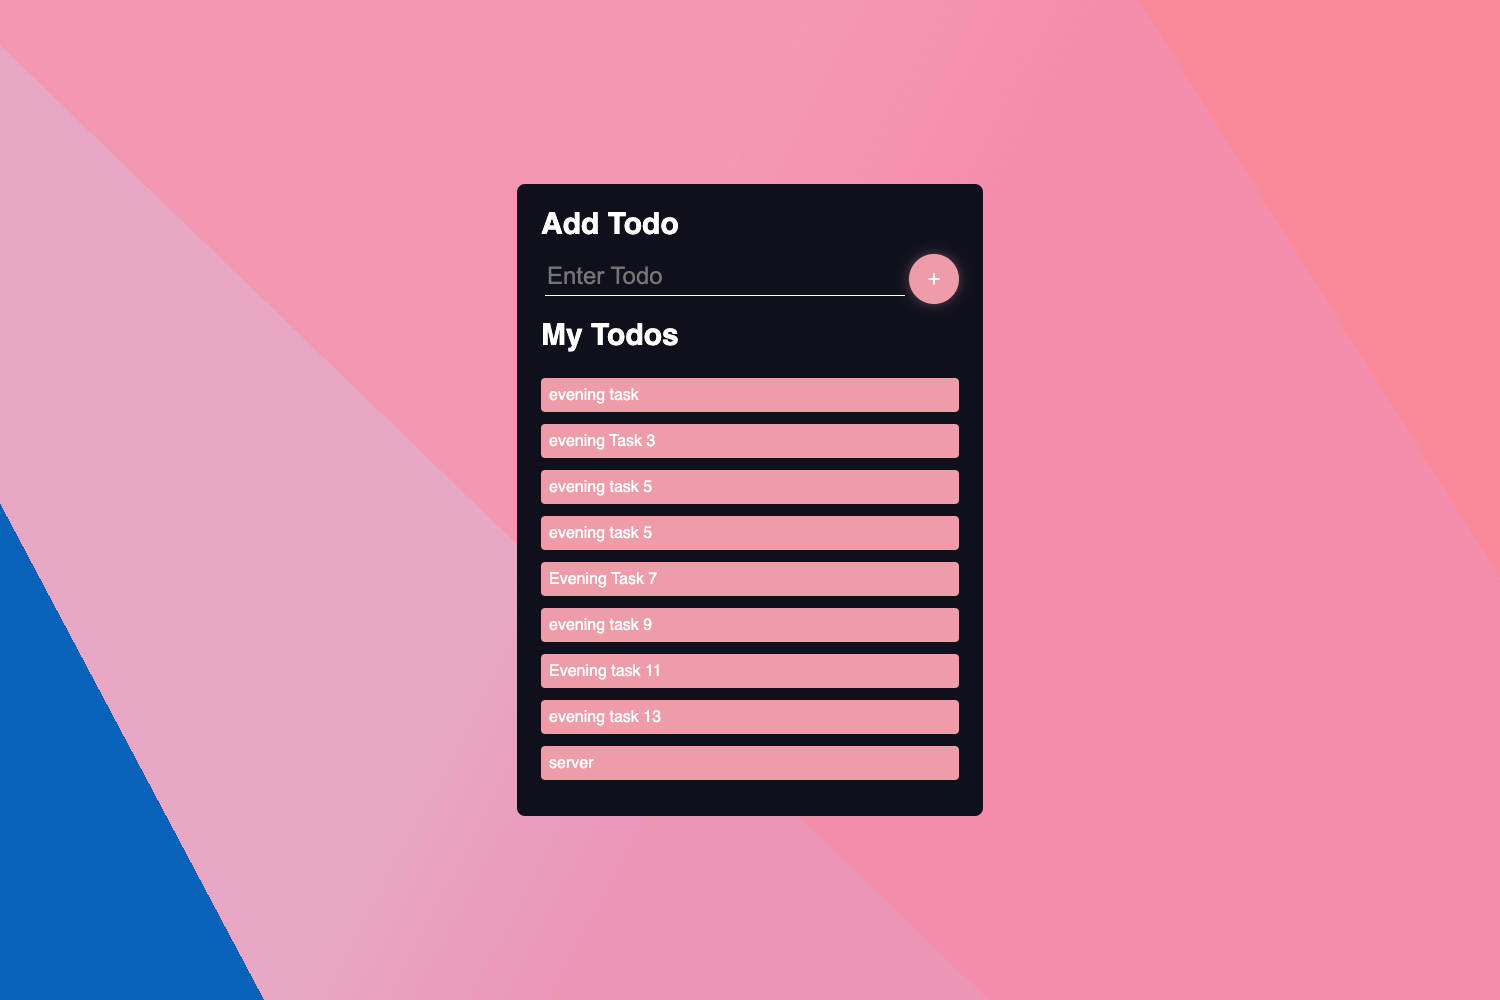 Add Todo
Enter Todo
+
My Todos
evening task
evening Task 3
evening task 5
evening task 5
Evening Task 7
evening task 9
Evening task 11
evening task 13
server